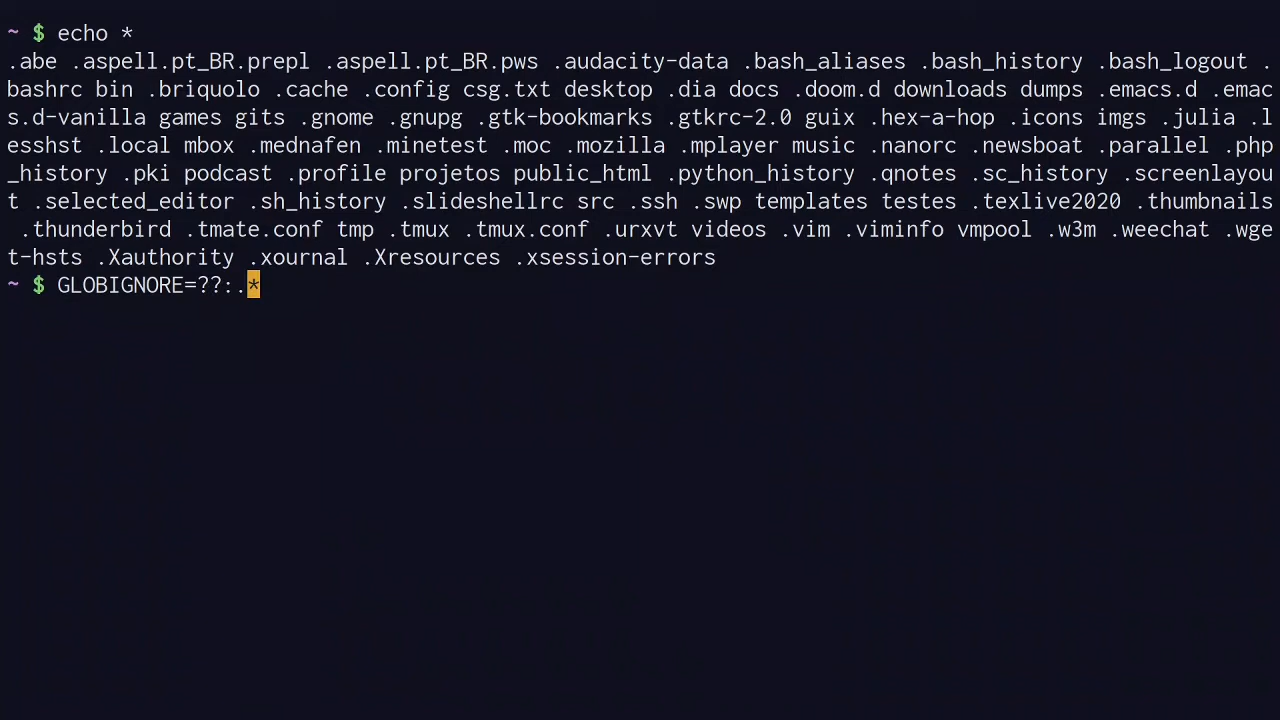 ~ $ echo *
.abe .aspell.pt_BR.prepl .aspell.pt_BR.pws .audacity-data .bash_aliases .bash_history .bash_logout .
bashrc bin .briquolo .cache .config csg.txt desktop .dia docs .doom.d downloads dumps .emacs.d .emac
s.d-vanilla games gits .gnome .gnupg .gtk-bookmarks .gtkrc-2.0 guix .hex-a-hop .icons imgs .julia .l
esshst .local mbox .mednafen .minetest .moc .mozilla .mplayer music .nanorc .newsboat .parallel .php
_history .pki podcast .profile projetos public_html .python_history .qnotes .sc_history .screenlayou
t .selected_editor .sh_history .slideshellrc src .ssh .swp templates testes .texlive2020 .thumbnails
 .thunderbird .tmate.conf tmp .tmux .tmux.conf .urxvt videos .vim .viminfo vmpool .w3m .weechat .wge
t-hsts .Xauthority .xournal .Xresources .xsession-errors
~ $ GLOBIGNORE=??:.*